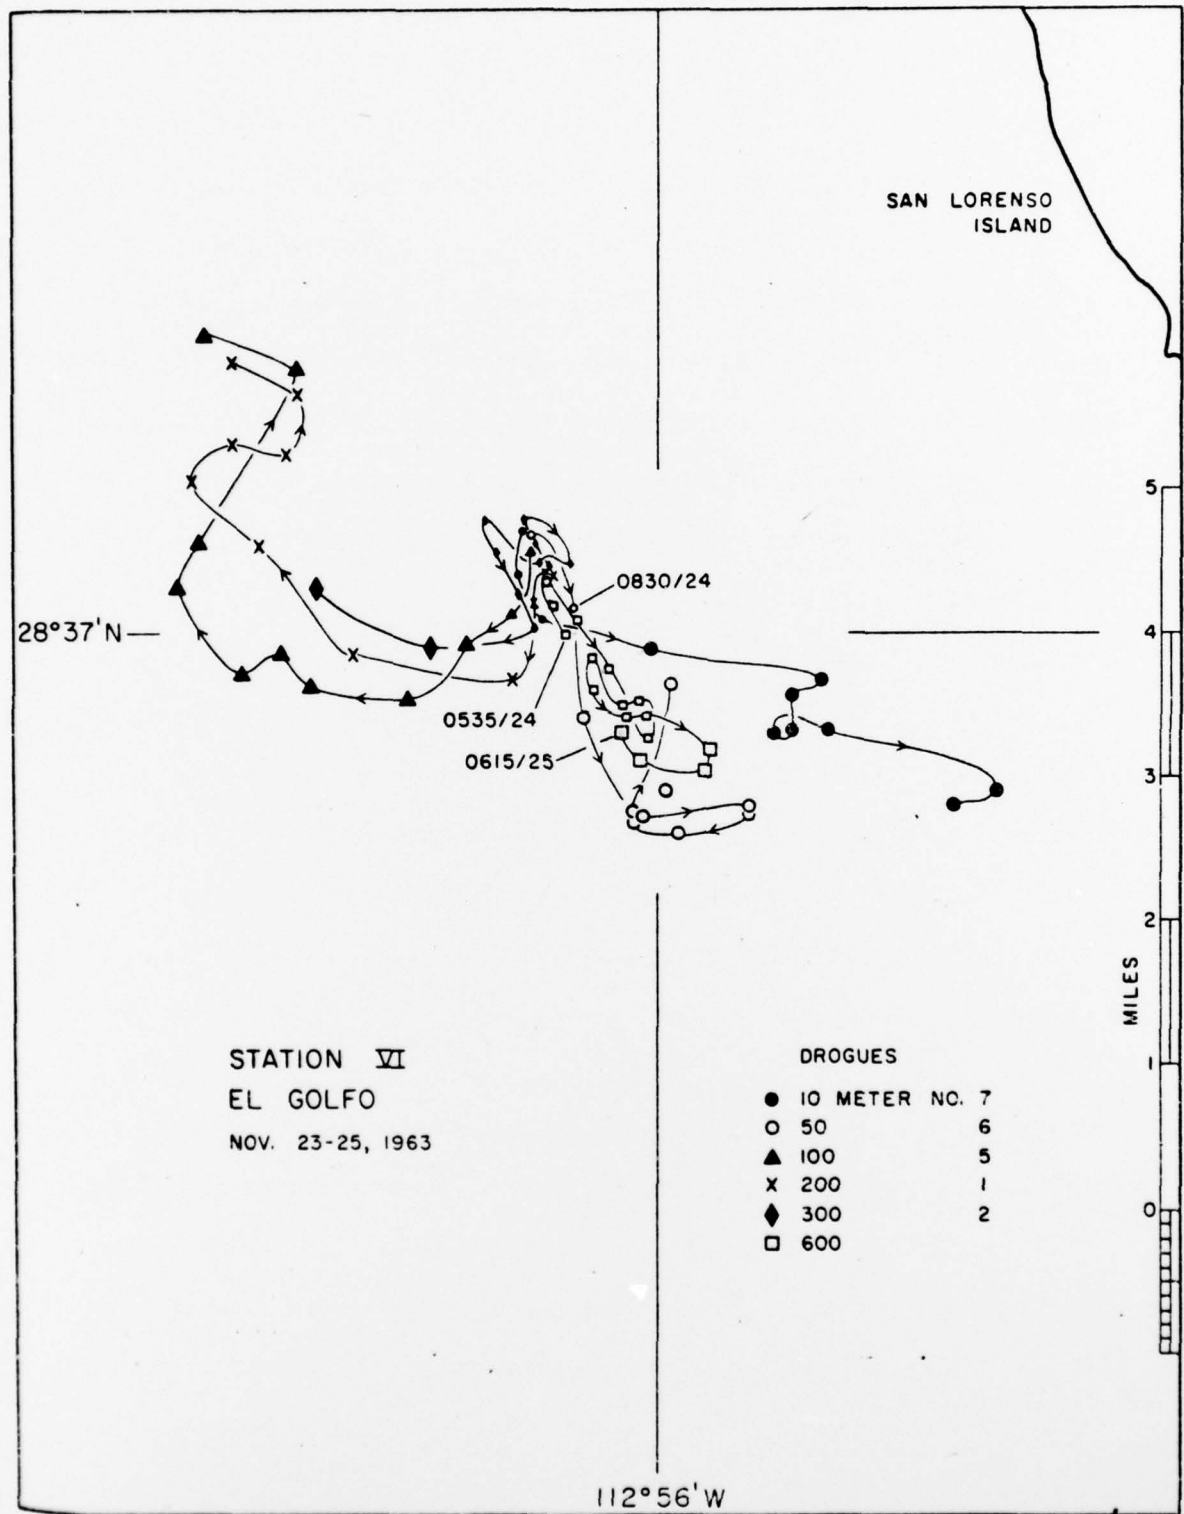 SAN LORENSO
ISLAND
5
0830/24
28°37'N
4
0535/24
0615/25
3
2
MILES
STATION VI
EL GOLFO
NOV. 23-25, 1963
1
DROGUES
10 METER NO. 7
50 6
100 5
200 1
300 2
600
0
112°56'W